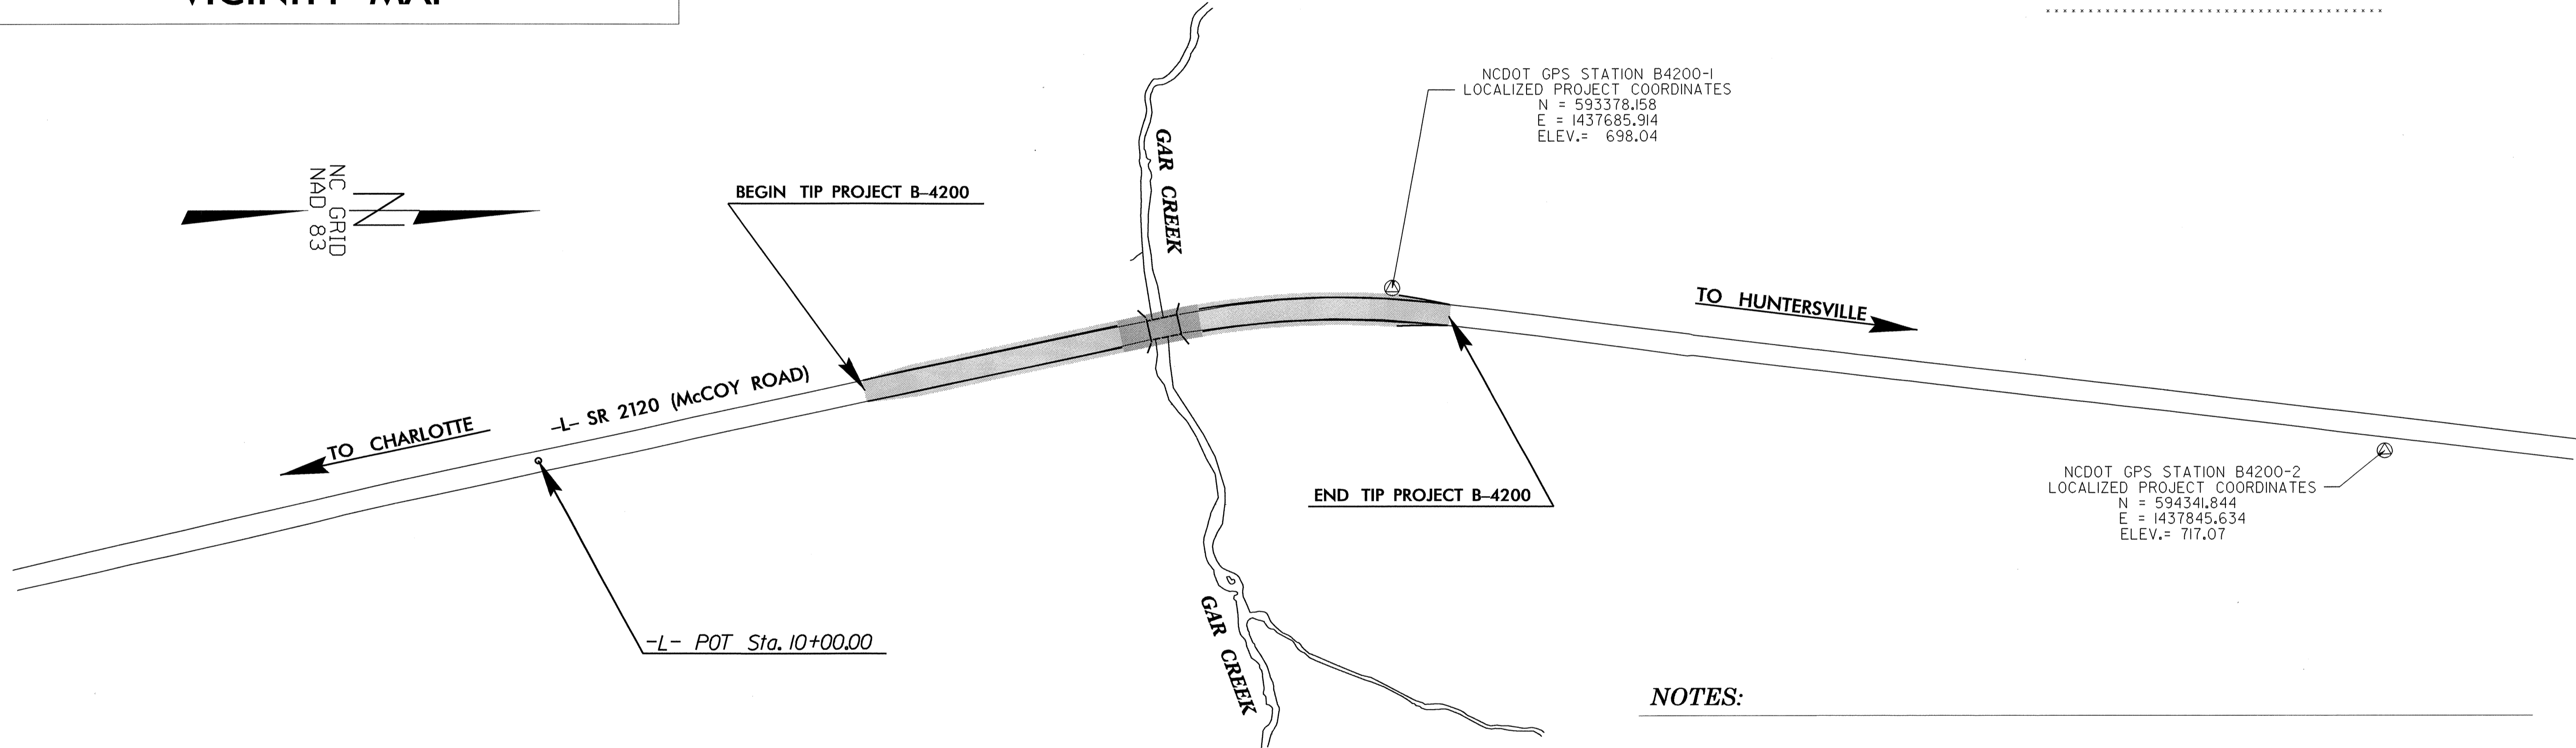 VICINITY MAP
NCDOT GPS STATION B4200-1
LOCALIZED PROJECT COORDINATES
N = 593378.158
E = 1437685.914
ELEV.= 698.04
NC GRID
NAD 83
N
BEGIN TIP PROJECT B-4200
GAR CREEK
TO HUNTERSVILLE
-L- SR 2120 (McCOY ROAD)
TO CHARLOTTE
END TIP PROJECT B-4200
NCDOT GPS STATION B4200-2
LOCALIZED PROJECT COORDINATES
N = 594341.844
E = 1437845.634
ELEV.= 717.07
-L- POT Sta. 10+00.00
GAR CREEK
NOTES: